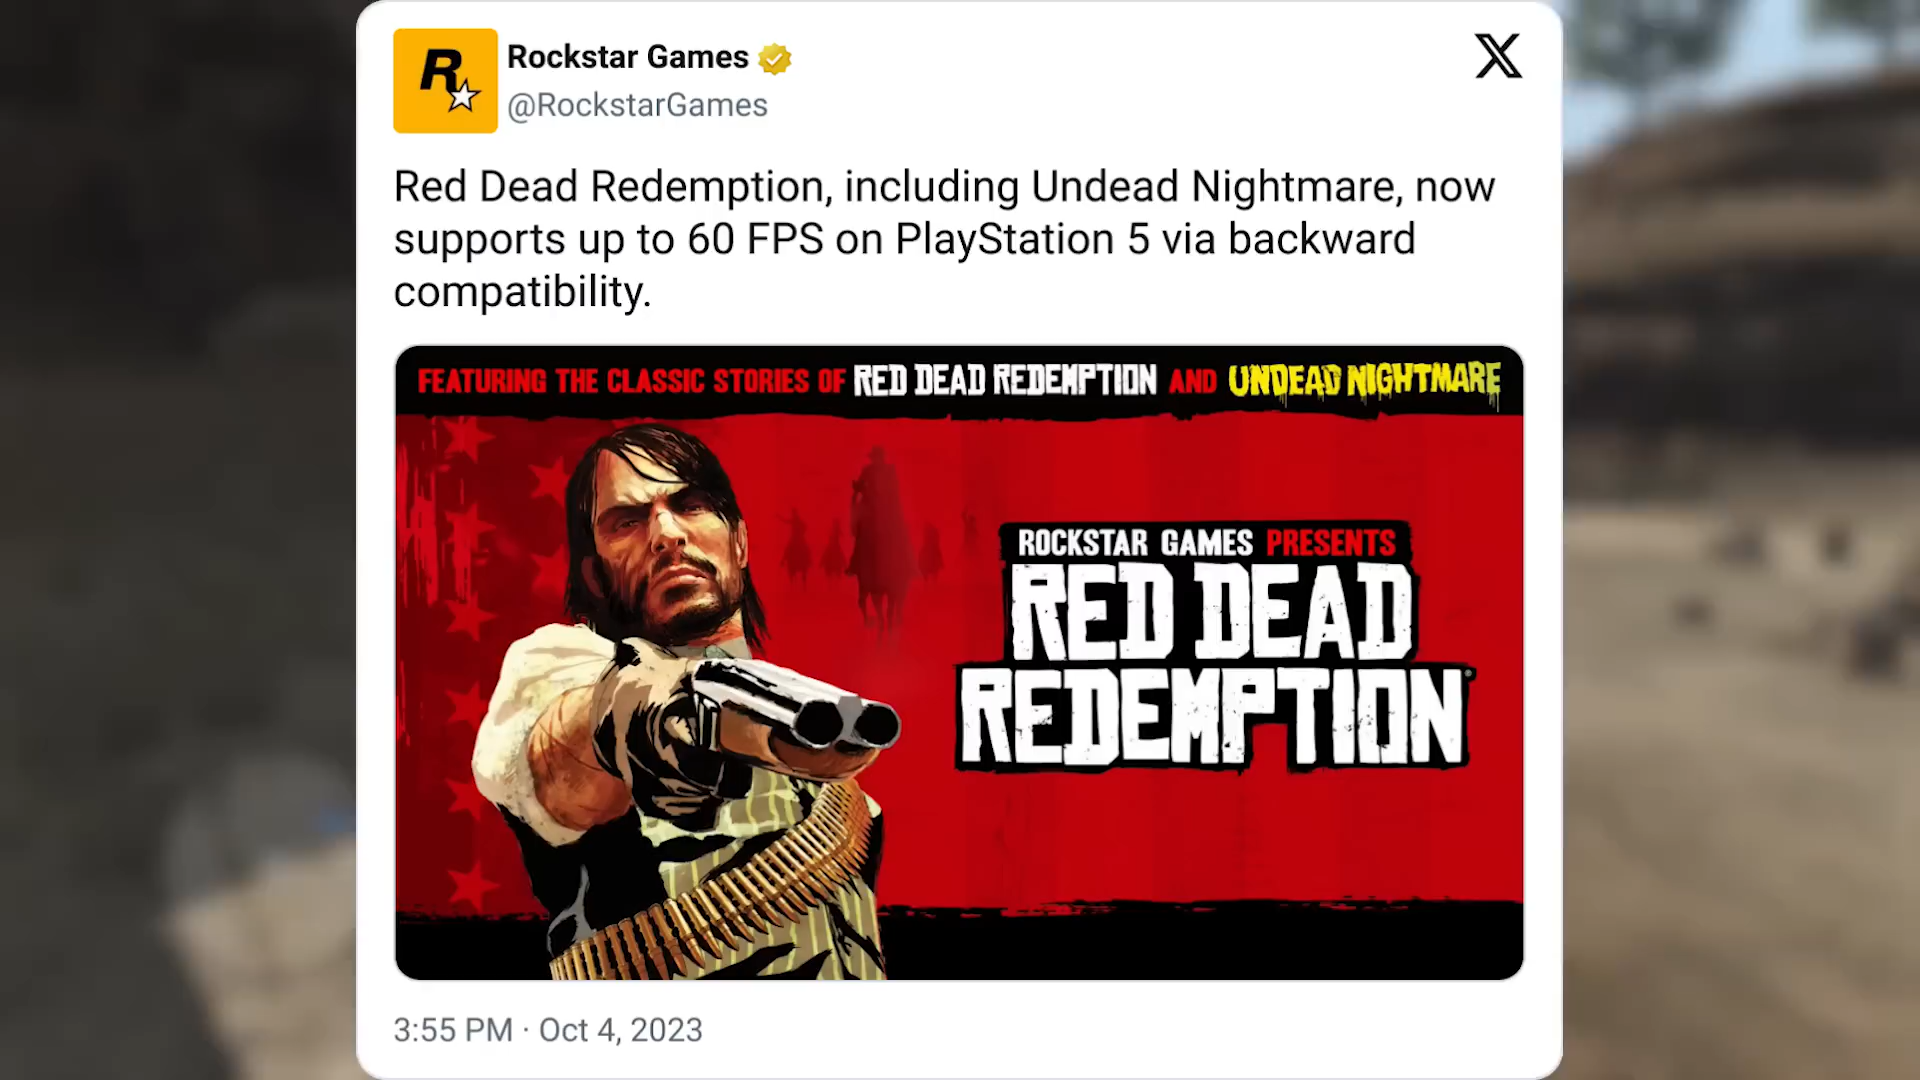 Rockstar Games
@RockstarGames
Red Dead Redemption, including Undead Nightmare, now
supports up to 60 FPS on PlayStation 5 via backward
compatibility.
FEATURING THE CLASSIC STORIES OF RED DEAD REDEMPTION AND UNDEAD NIGHTMARE
ROCKSTAR GAMES PRESENTS
RED DEAD
REDEMPTION
3:55 PM · Oct 4, 2023